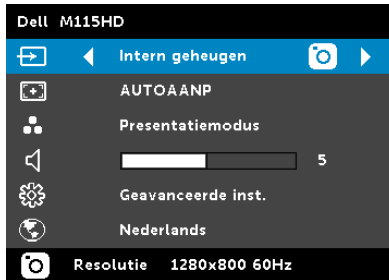 Dell M115HD
Intern geheugen
AUTOAANP
Presentatiemodus
5
Geavanceerde inst.
Nederlands
Resolutie 1280x800 60Hz